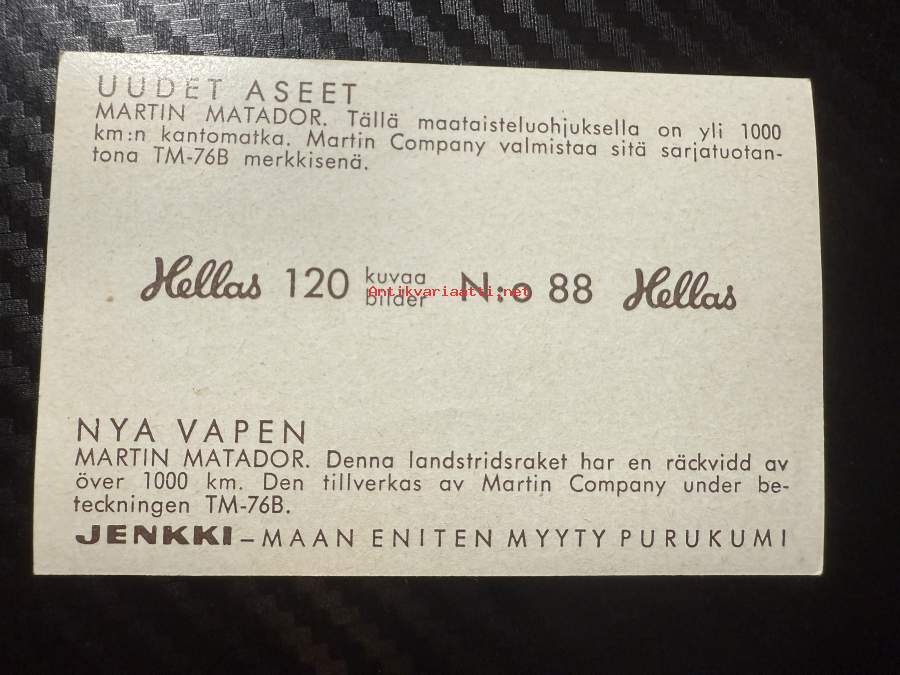 UUDET ASEET
MARTIN MATADOR. Tällä maataisteluohjuksella on yli 1000
km:n kantomatka. Martin Company valmistaa sitä sarjatuotan-
tona TM-76B merkkisenä.
Hellas 120 kuvaa bilder N:o 88 Hellas
Antikvariaatti.net
NYA VAPEN
MARTIN MATADOR. Denna landstridsraket har en räckvidd av
över 1000 km. Den tillverkas av Martin Company under be-
teckningen TM-76B.
JENKKI – MAAN ENITEN MYYTY PURUKUMI